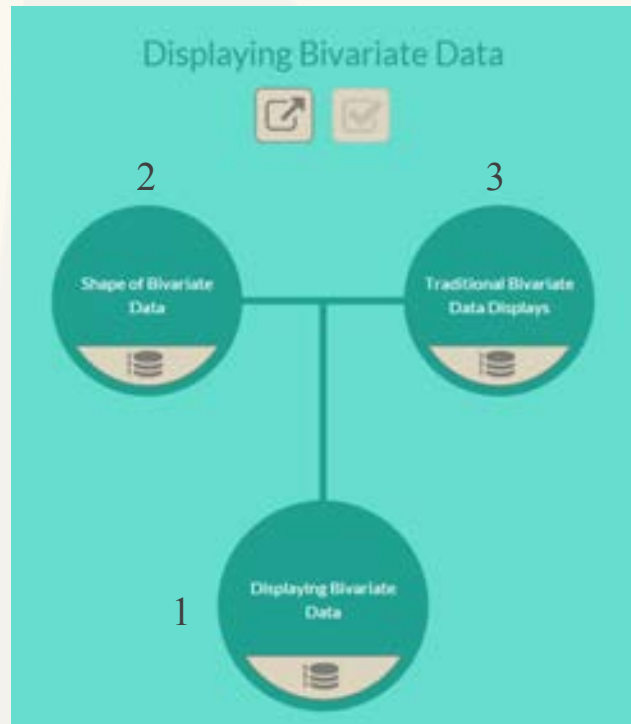 Displaying Bivariate Data
2
3
Shape of Bivariate
Data
Traditional Bivariate
Data Displays
1
Displaying Bivariate
Data